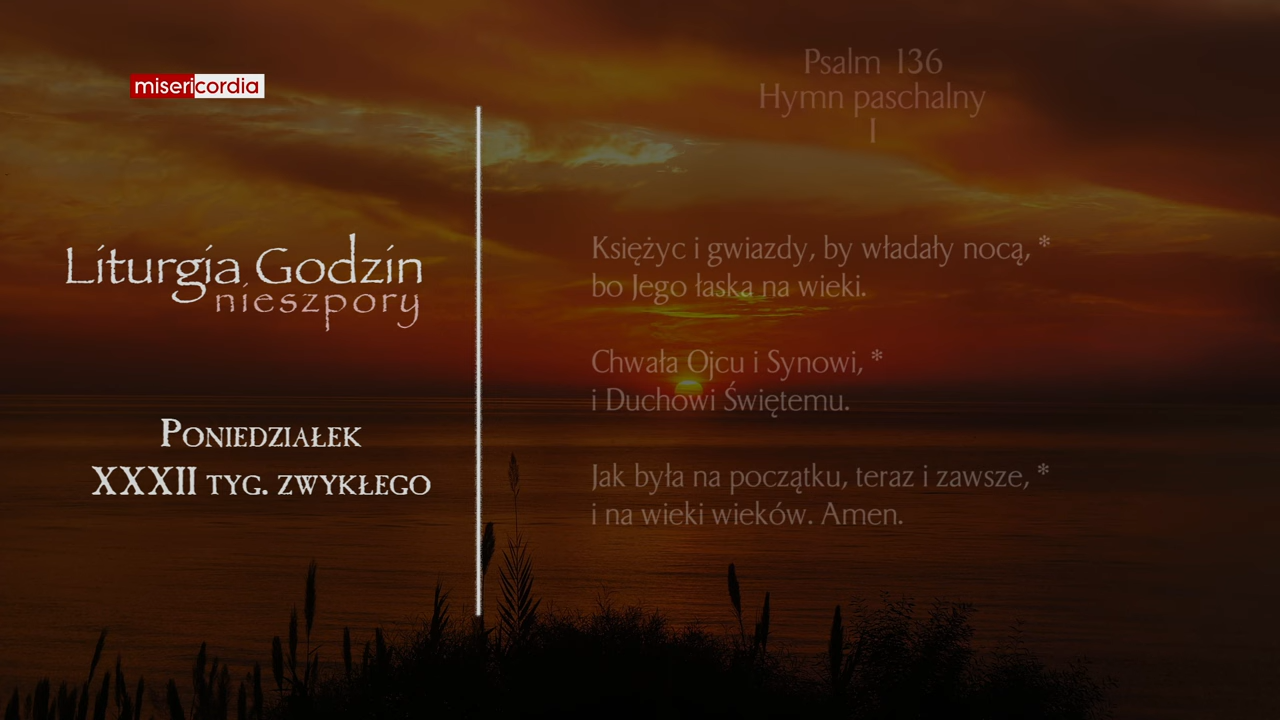 misericordia
Liturgia Godzin
nieszpory
Poniedziałek
XXXII tyg. zwykłego
Psalm 136
Hymn paschalny
I
Księżyc i gwiazdy, by władały nocą, *
bo Jego łaska na wieki.
Chwała Ojcu i Synowi, *
i Duchowi Świętemu.
Jak była na początku, teraz i zawsze, *
i na wieki wieków. Amen.